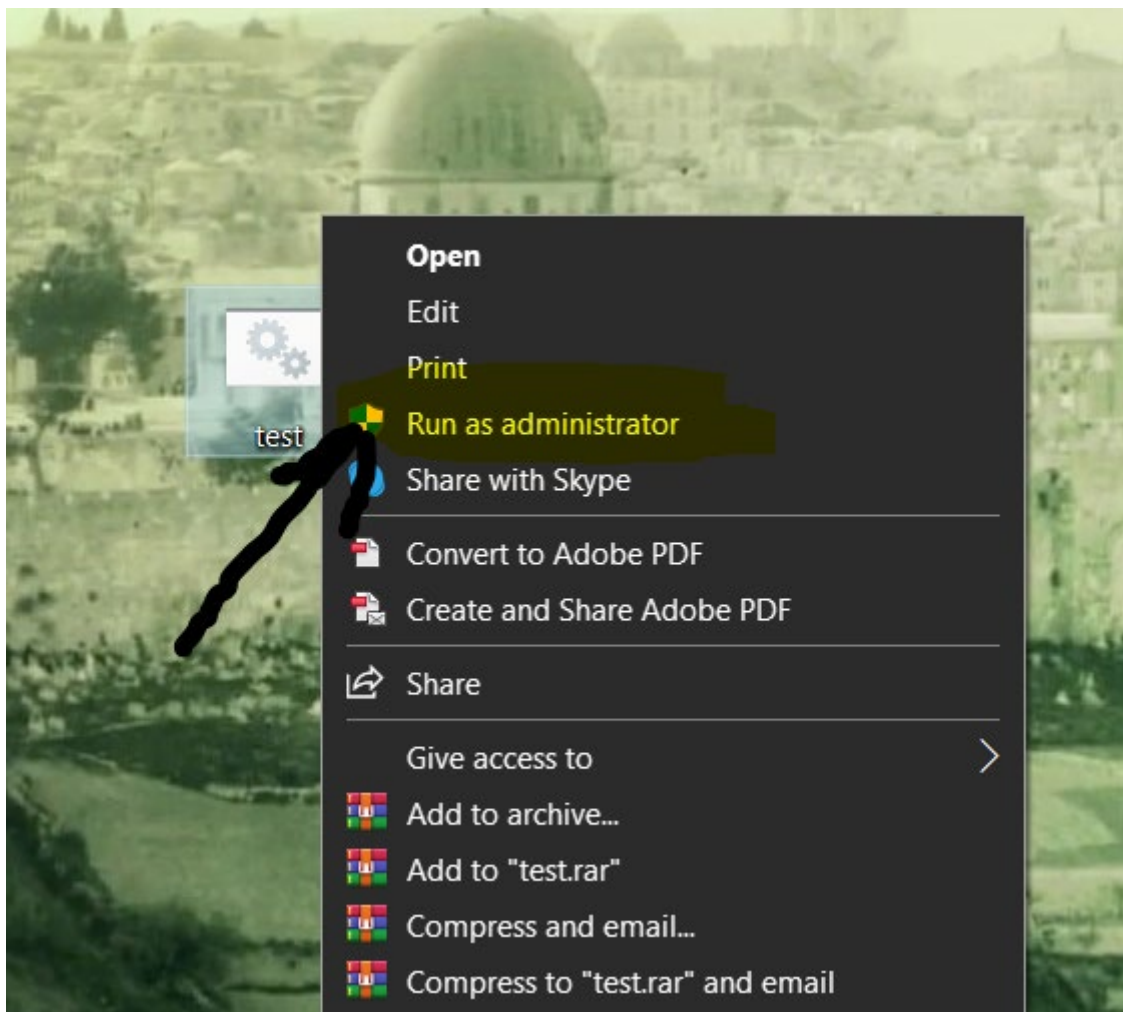 test
Open
Edit
Print
Run as administrator
Share with Skype
Convert to Adobe PDF
Create and Share Adobe PDF
Share
Give access to
Add to archive...
Add to "test.rar"
Compress and email...
Compress to "test.rar" and email